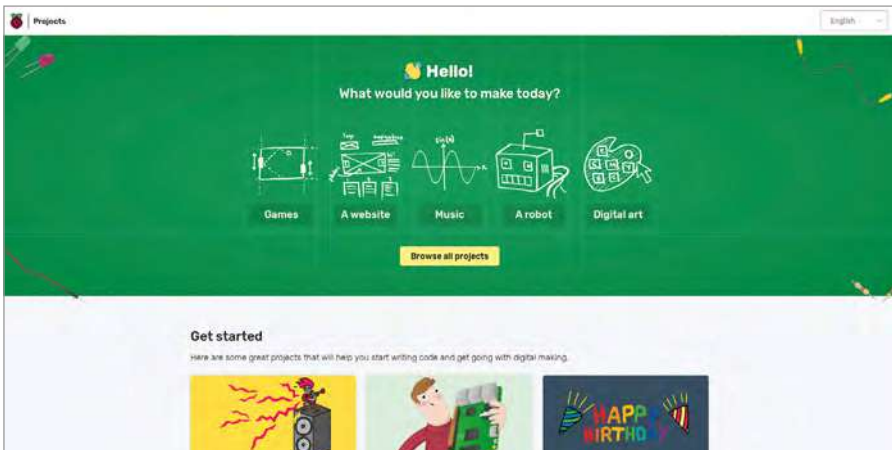 Projects
English
Hello!
What would you like to make today?
sin(x)
Games
A website
Music
A robot
Digital art
Browse all projects
Get started
Here are some great projects that will help you start writing code and get going with digital making.
HAPPY
BIRTHDAY